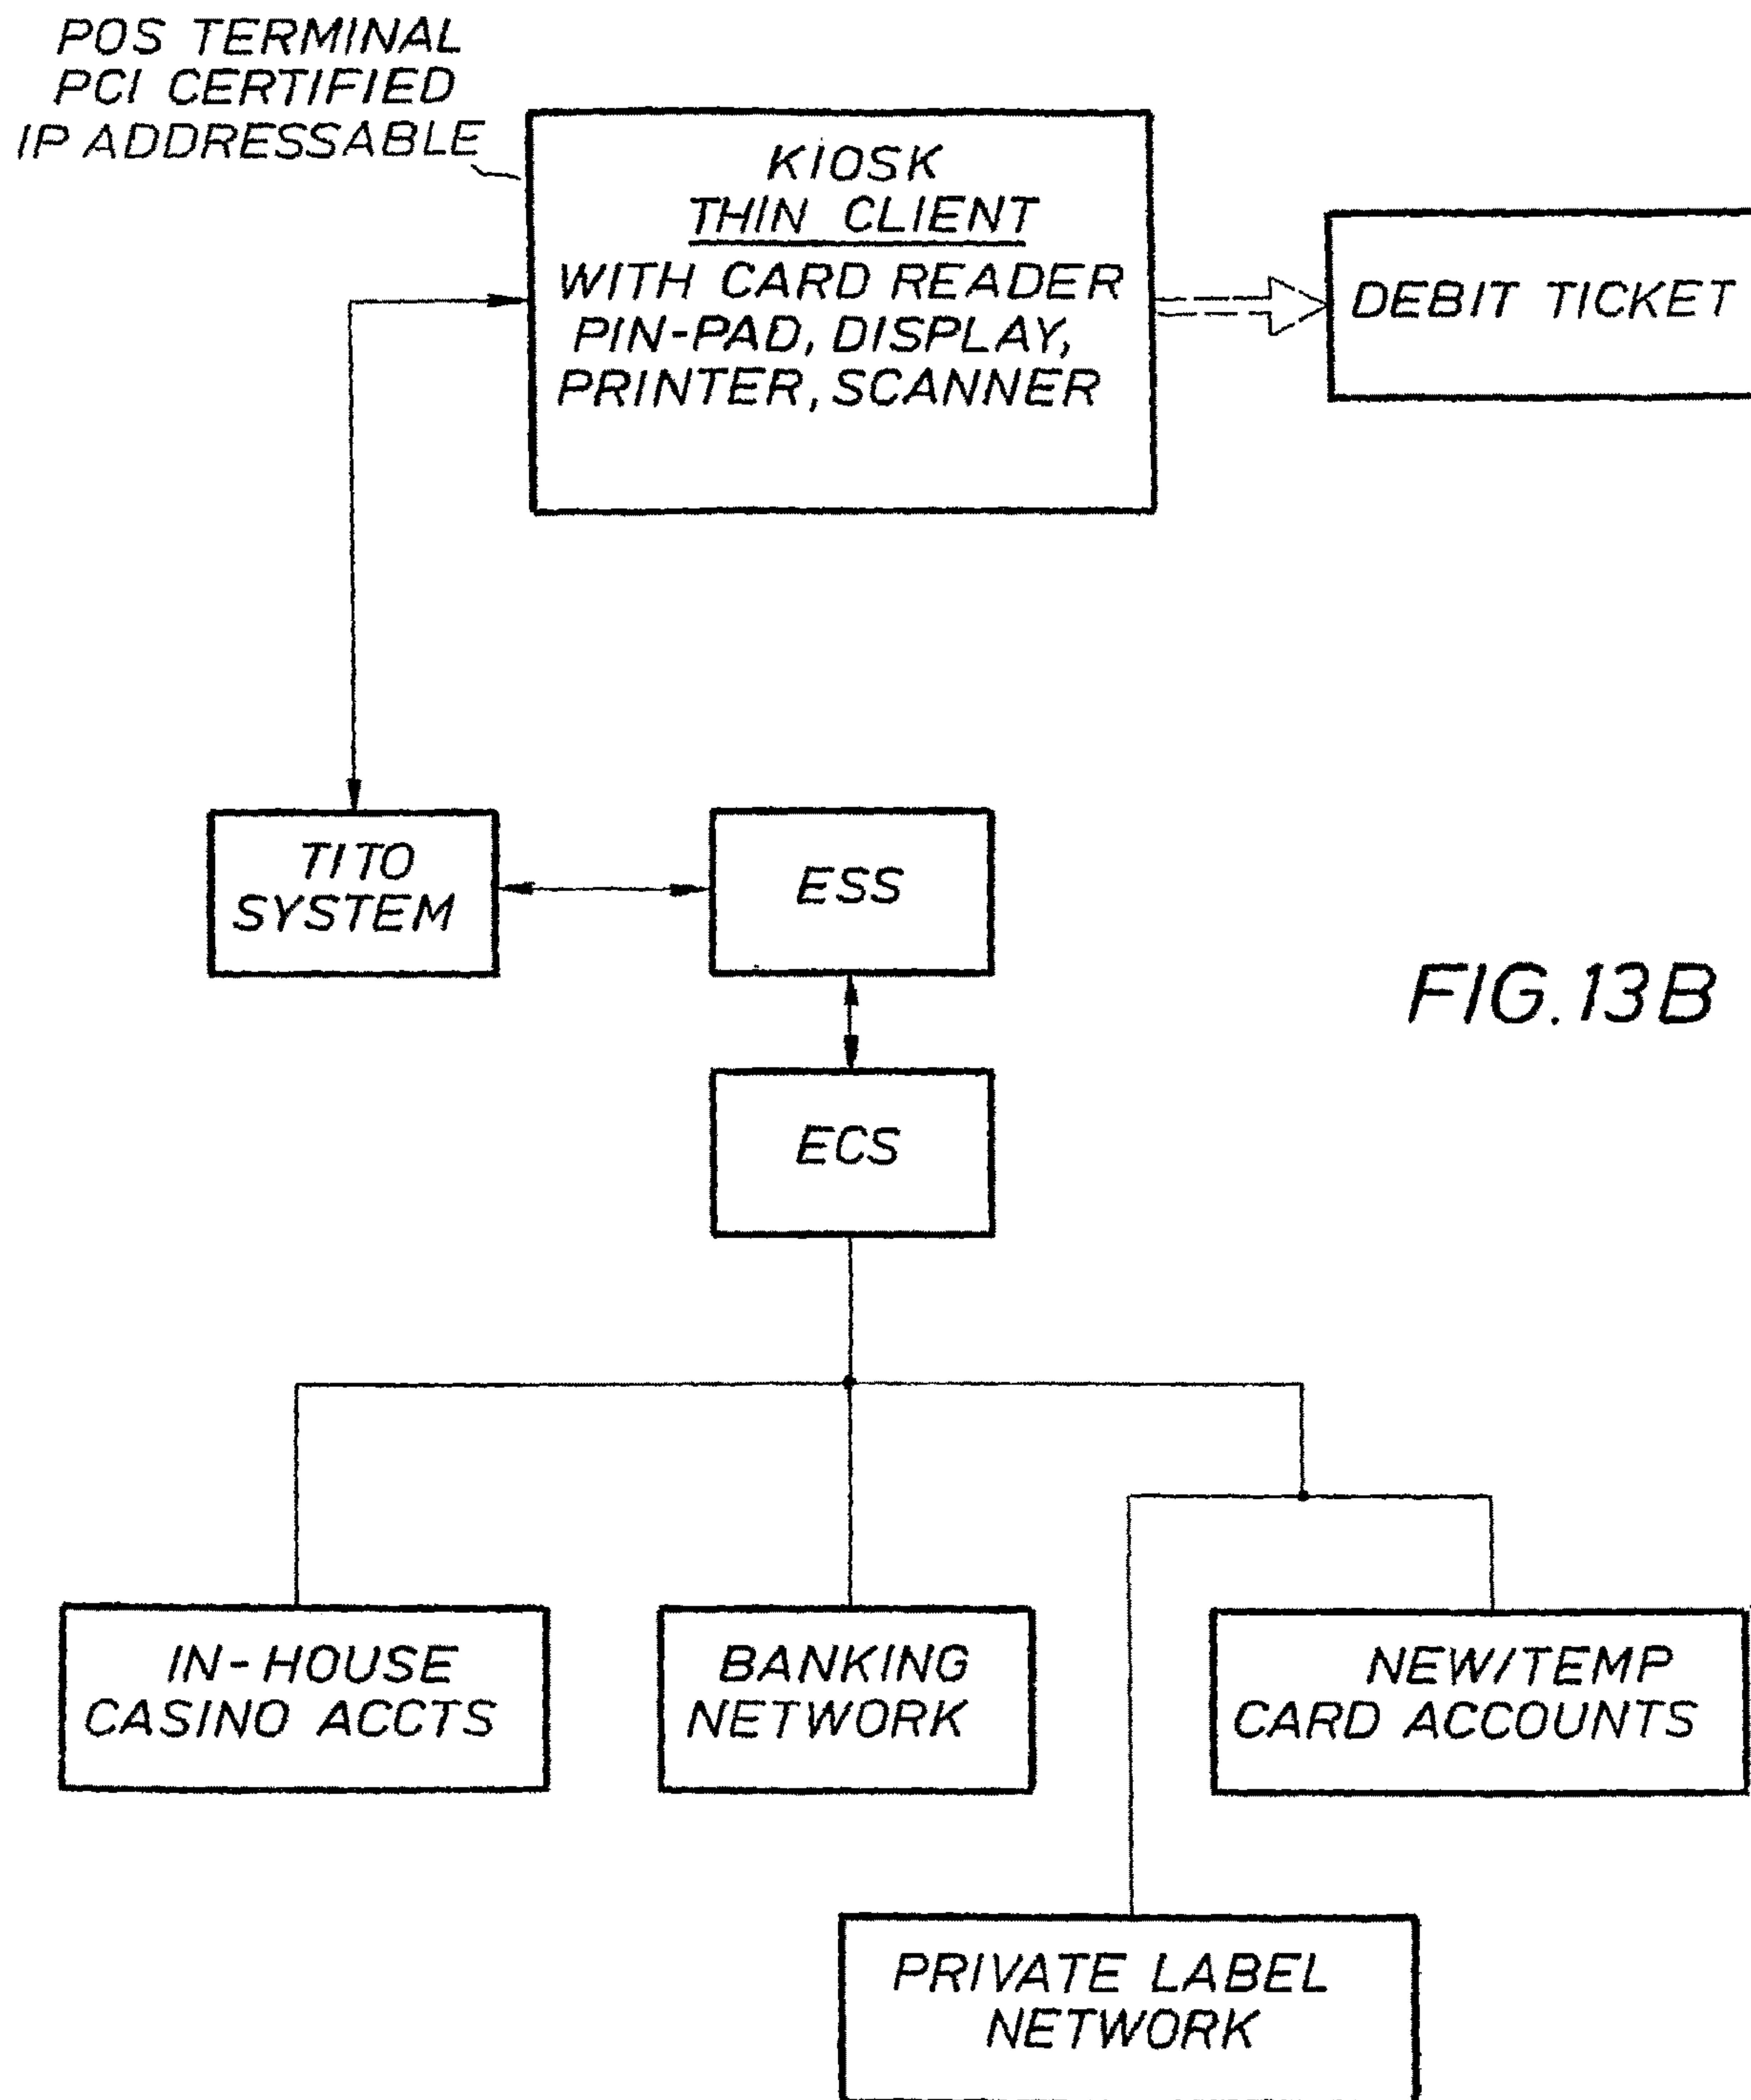 POS TERMINAL
PCI CERTIFIED
IP ADDRESSABLE
KIOSK
THIN CLIENT
WITH CARD READER
PIN-PAD, DISPLAY,
PRINTER, SCANNER
DEBIT TICKET
TITO
SYSTEM
ESS
FIG. 13B
ECS
IN-HOUSE
CASINO ACCTS
BANKING
NETWORK
NEW/TEMP
CARD ACCOUNTS
PRIVATE LABEL
NETWORK